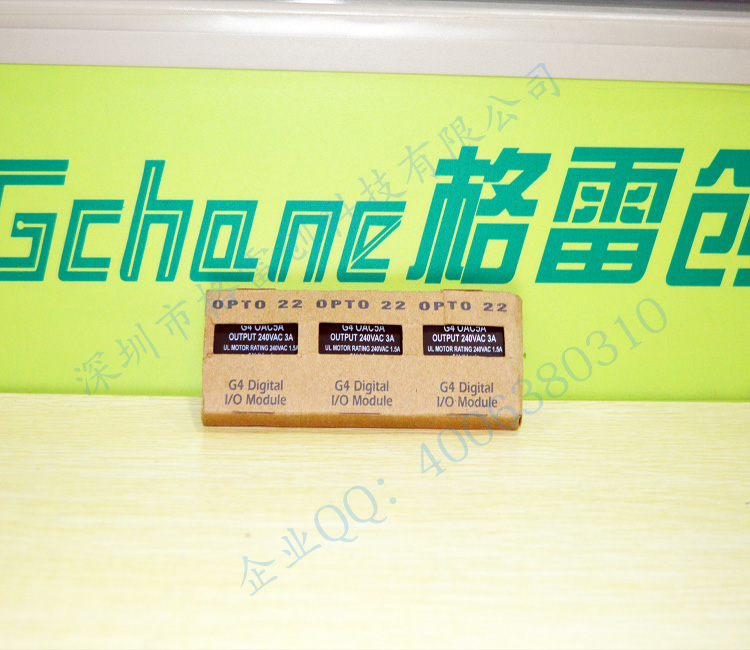 Gchane格雷创
深圳市格雷创科技有限公司
OPTO 22 OPTO 22 OPTO 22
G4 OAC5A G4 OAC5A G4 OAC5A
OUTPUT 240VAC 3A OUTPUT 240VAC 3A OUTPUT 240VAC 3A
UL MOTOR RATING 240VAC 1.5A UL MOTOR RATING 240VAC 1.5A UL MOTOR RATING 240VAC 1.5A
G4 Digital G4 Digital G4 Digital
I/O Module I/O Module I/O Module
企业QQ：4006380310